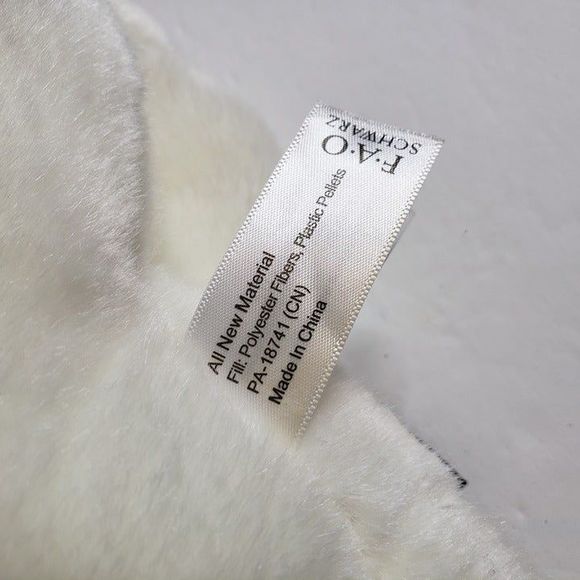 F·A·O
SCHWARZ
All New Material
Fill: Polyester Fibers, Plastic Pellets
PA-18741 (CN)
Made In China